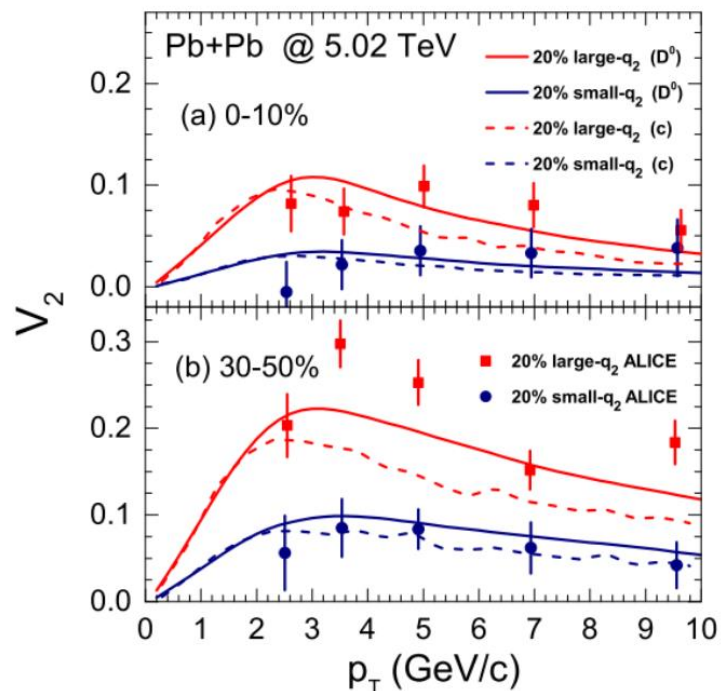 Pb+Pb @ 5.02 TeV
(a) 0-10%
20% large-q₂ (D⁰)
20% small-q₂ (D⁰)
20% large-q₂ (c)
20% small-q₂ (c)
0.2
0.1
0.0
V₂
(b) 30-50%
20% large-q₂ ALICE
20% small-q₂ ALICE
0.3
0.2
0.1
0.0
0 1 2 3 4 5 6 7 8 9 10
p_T (GeV/c)